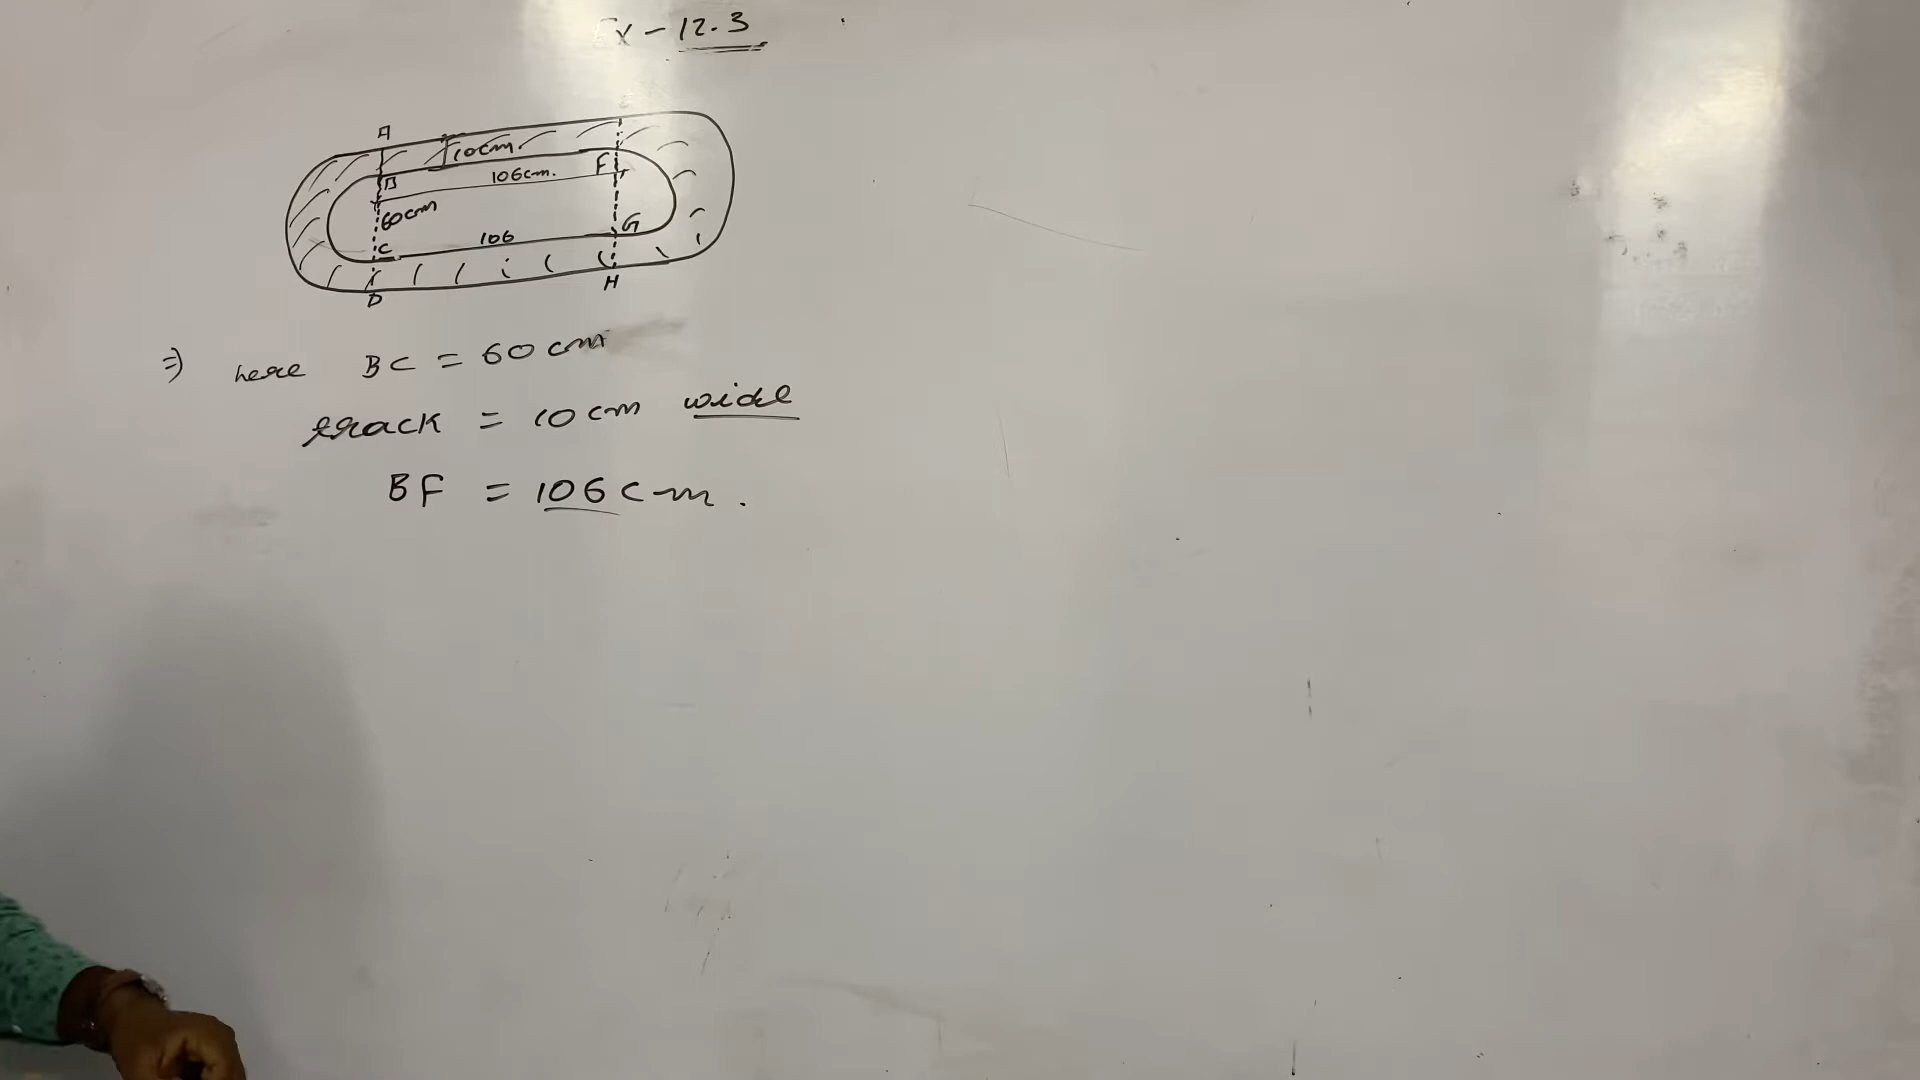 Ex - 12.3
A
10cm.
B
106cm.
F
60cm
G
C
106
D
H
⇒ here BC = 60 cm
track = 10 cm wide
BF = 106 cm.